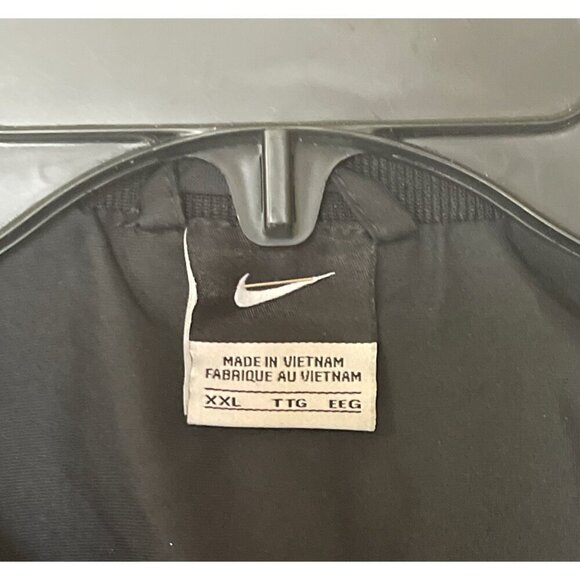 MADE IN VIETNAM
FABRIQUE AU VIETNAM
XXL TTG EEG